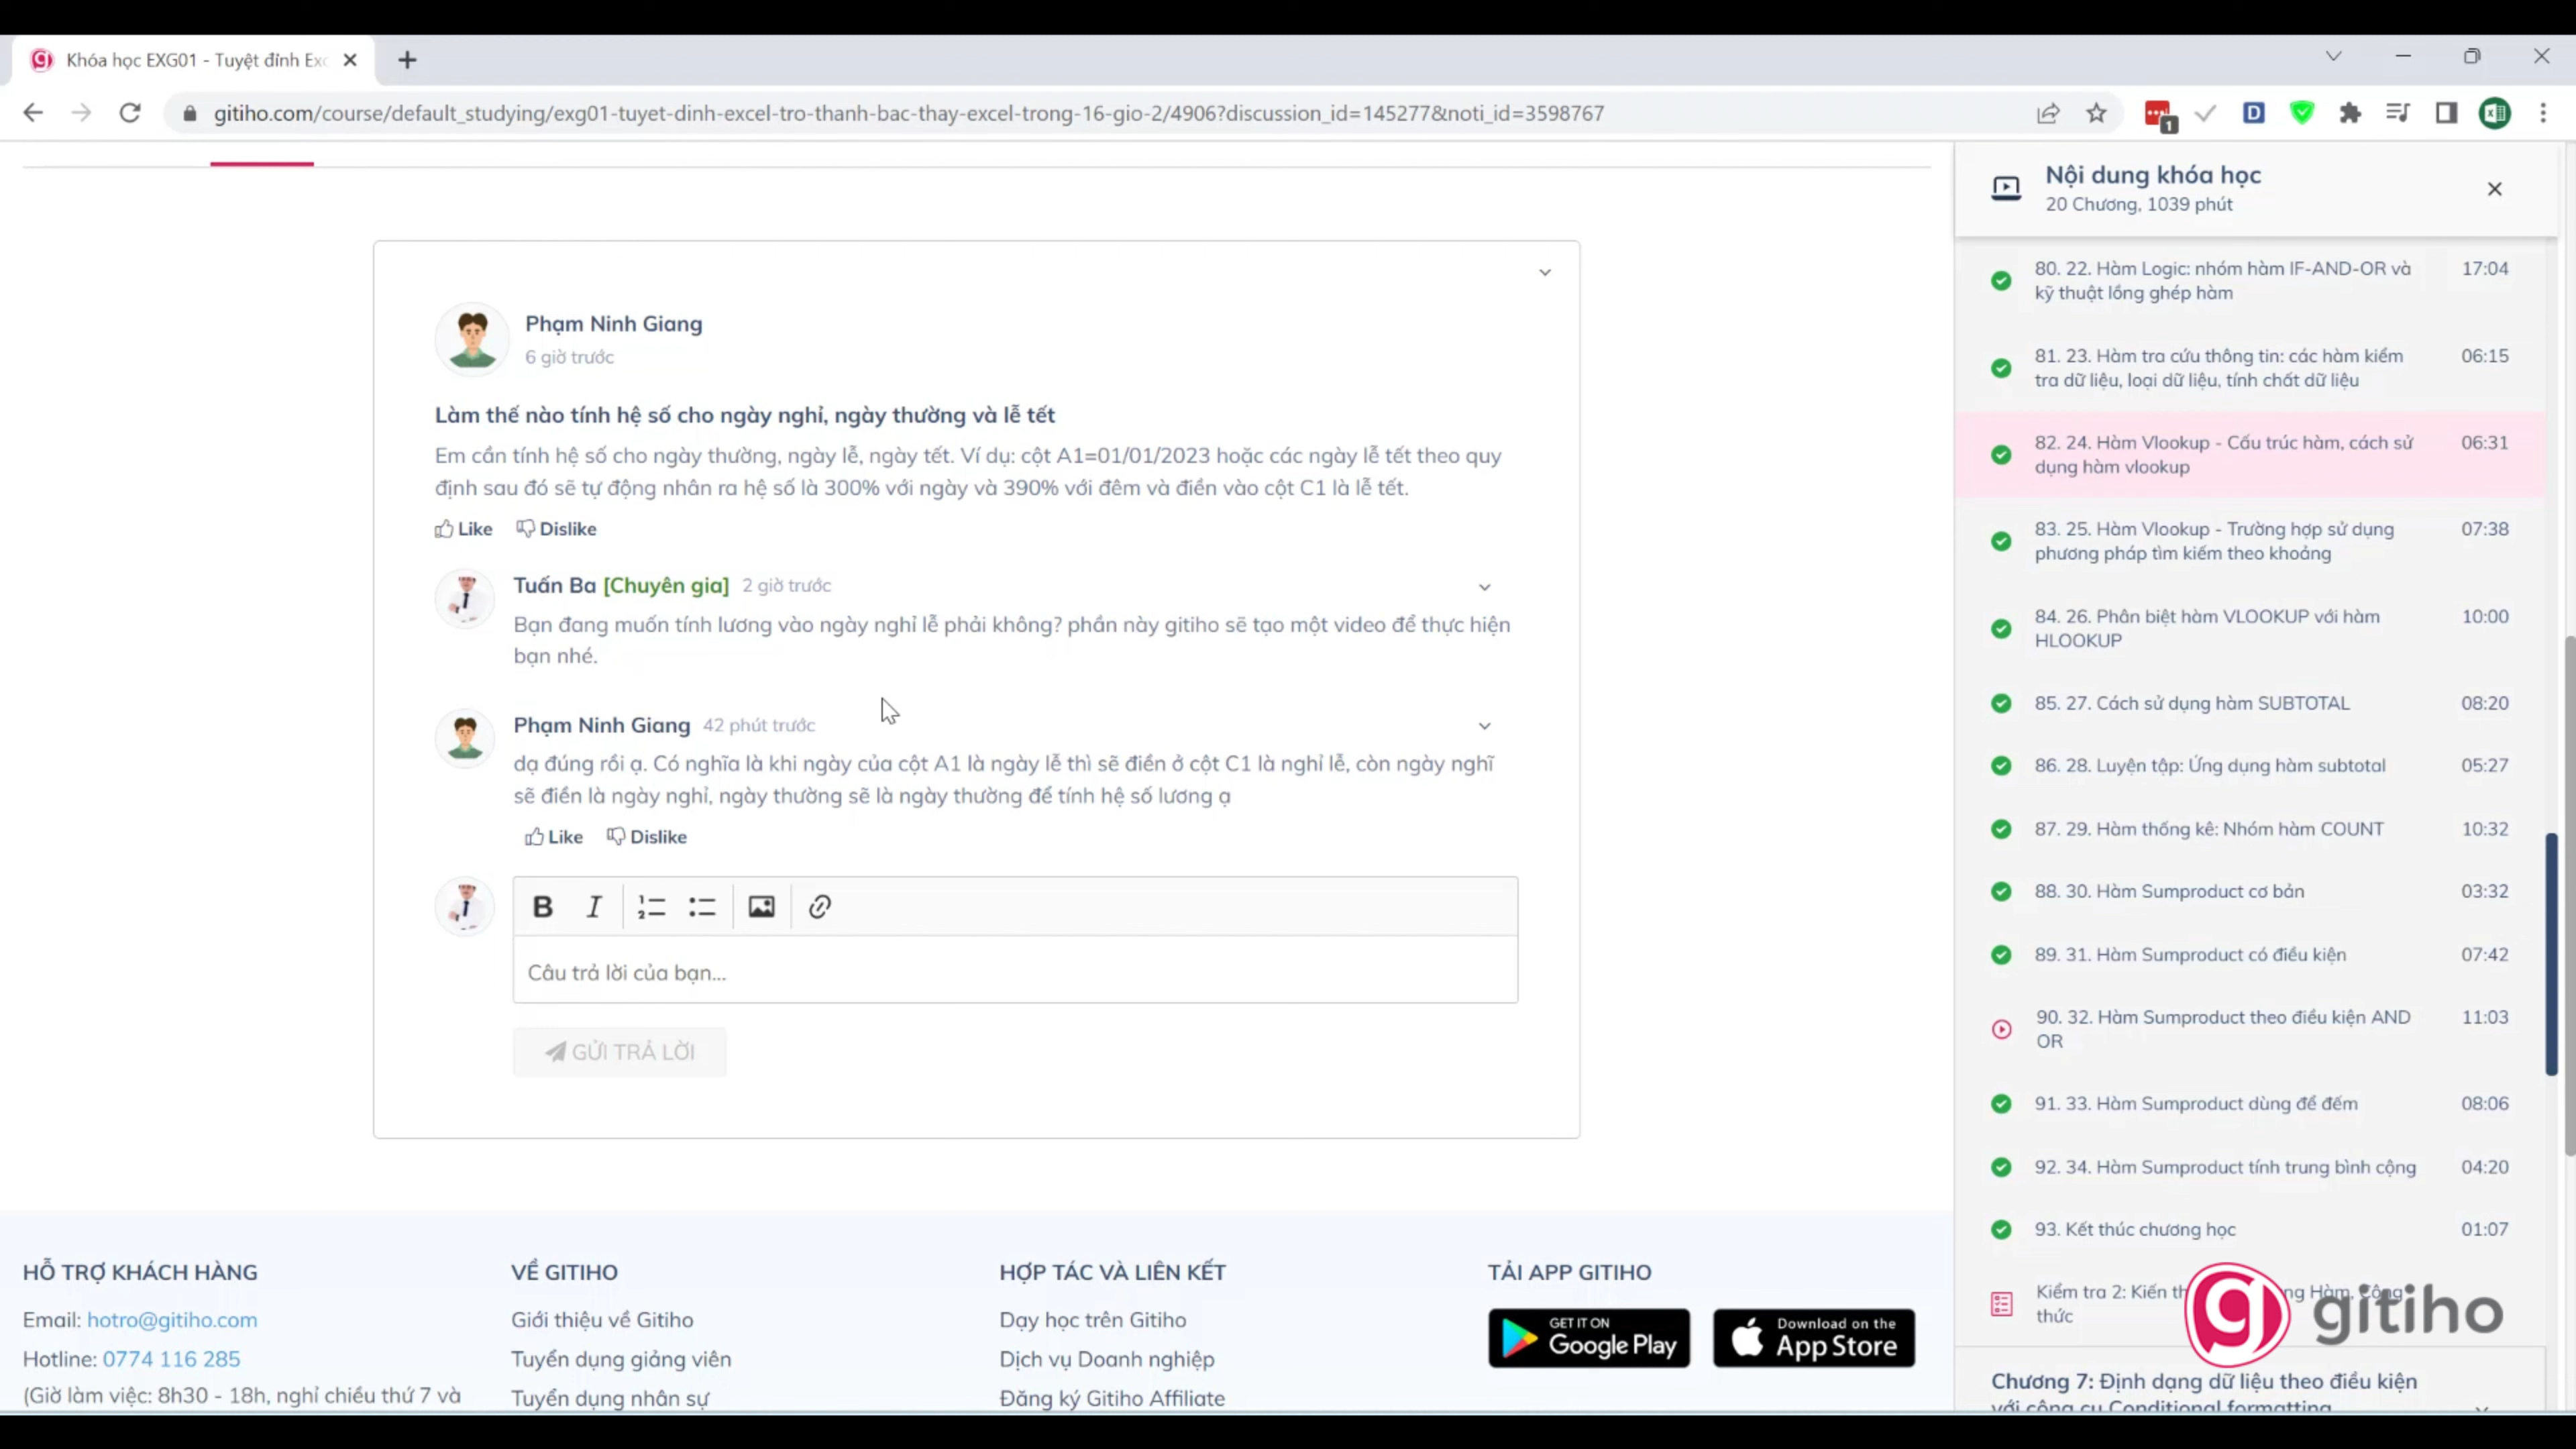 Khóa học EXG01 - Tuyệt đỉnh Exc
gitiho.com/course/default_studying/exg01-tuyet-dinh-excel-tro-thanh-bac-thay-excel-trong-16-gio-2/4906?discussion_id=145277&noti_id=3598767
1
Phạm Ninh Giang
6 giờ trước
Làm thế nào tính hệ số cho ngày nghỉ, ngày thường và lễ tết
Em cần tính hệ số cho ngày thường, ngày lễ, ngày tết. Ví dụ: cột A1=01/01/2023 hoặc các ngày lễ tết theo quy
định sau đó sẽ tự động nhân ra hệ số là 300% với ngày và 390% với đêm và điền vào cột C1 là lễ tết.
Like Dislike
Tuấn Ba [Chuyên gia] 2 giờ trước
Bạn đang muốn tính lương vào ngày nghỉ lễ phải không? phần này gitiho sẽ tạo một video để thực hiện
bạn nhé.
Phạm Ninh Giang 42 phút trước
dạ đúng rồi ạ. Có nghĩa là khi ngày của cột A1 là ngày lễ thì sẽ điền ở cột C1 là nghỉ lễ, còn ngày nghĩ
sẽ điền là ngày nghỉ, ngày thường sẽ là ngày thường để tính hệ số lương ạ
Like Dislike
B I
Câu trả lời của bạn...
GỬI TRẢ LỜI
HỖ TRỢ KHÁCH HÀNG
Email: hotro@gitiho.com
Hotline: 0774 116 285
(Giờ làm việc: 8h30 - 18h, nghỉ chiều thứ 7 và
VỀ GITIHO
Giới thiệu về Gitiho
Tuyển dụng giảng viên
Tuyển dụng nhân sự
HỢP TÁC VÀ LIÊN KẾT
Dạy học trên Gitiho
Dịch vụ Doanh nghiệp
Đăng ký Gitiho Affiliate
TẢI APP GITIHO
GET IT ON
Google Play
Download on the
App Store
Nội dung khóa học
20 Chương, 1039 phút
80. 22. Hàm Logic: nhóm hàm IF-AND-OR và 17:04
kỹ thuật lồng ghép hàm
81. 23. Hàm tra cứu thông tin: các hàm kiểm 06:15
tra dữ liệu, loại dữ liệu, tính chất dữ liệu
82. 24. Hàm Vlookup - Cấu trúc hàm, cách sử 06:31
dụng hàm vlookup
83. 25. Hàm Vlookup - Trường hợp sử dụng 07:38
phương pháp tìm kiếm theo khoảng
84. 26. Phân biệt hàm VLOOKUP với hàm 10:00
HLOOKUP
85. 27. Cách sử dụng hàm SUBTOTAL 08:20
86. 28. Luyện tập: Ứng dụng hàm subtotal 05:27
87. 29. Hàm thống kê: Nhóm hàm COUNT 10:32
88. 30. Hàm Sumproduct cơ bản 03:32
89. 31. Hàm Sumproduct có điều kiện 07:42
90. 32. Hàm Sumproduct theo điều kiện AND 11:03
OR
91. 33. Hàm Sumproduct dùng để đếm 08:06
92. 34. Hàm Sumproduct tính trung bình cộng 04:20
93. Kết thúc chương học 01:07
Kiểm tra 2: Kiến th ng Hàm, Công
thức
gitiho
Chương 7: Định dạng dữ liệu theo điều kiện
với công cụ Conditional formatting